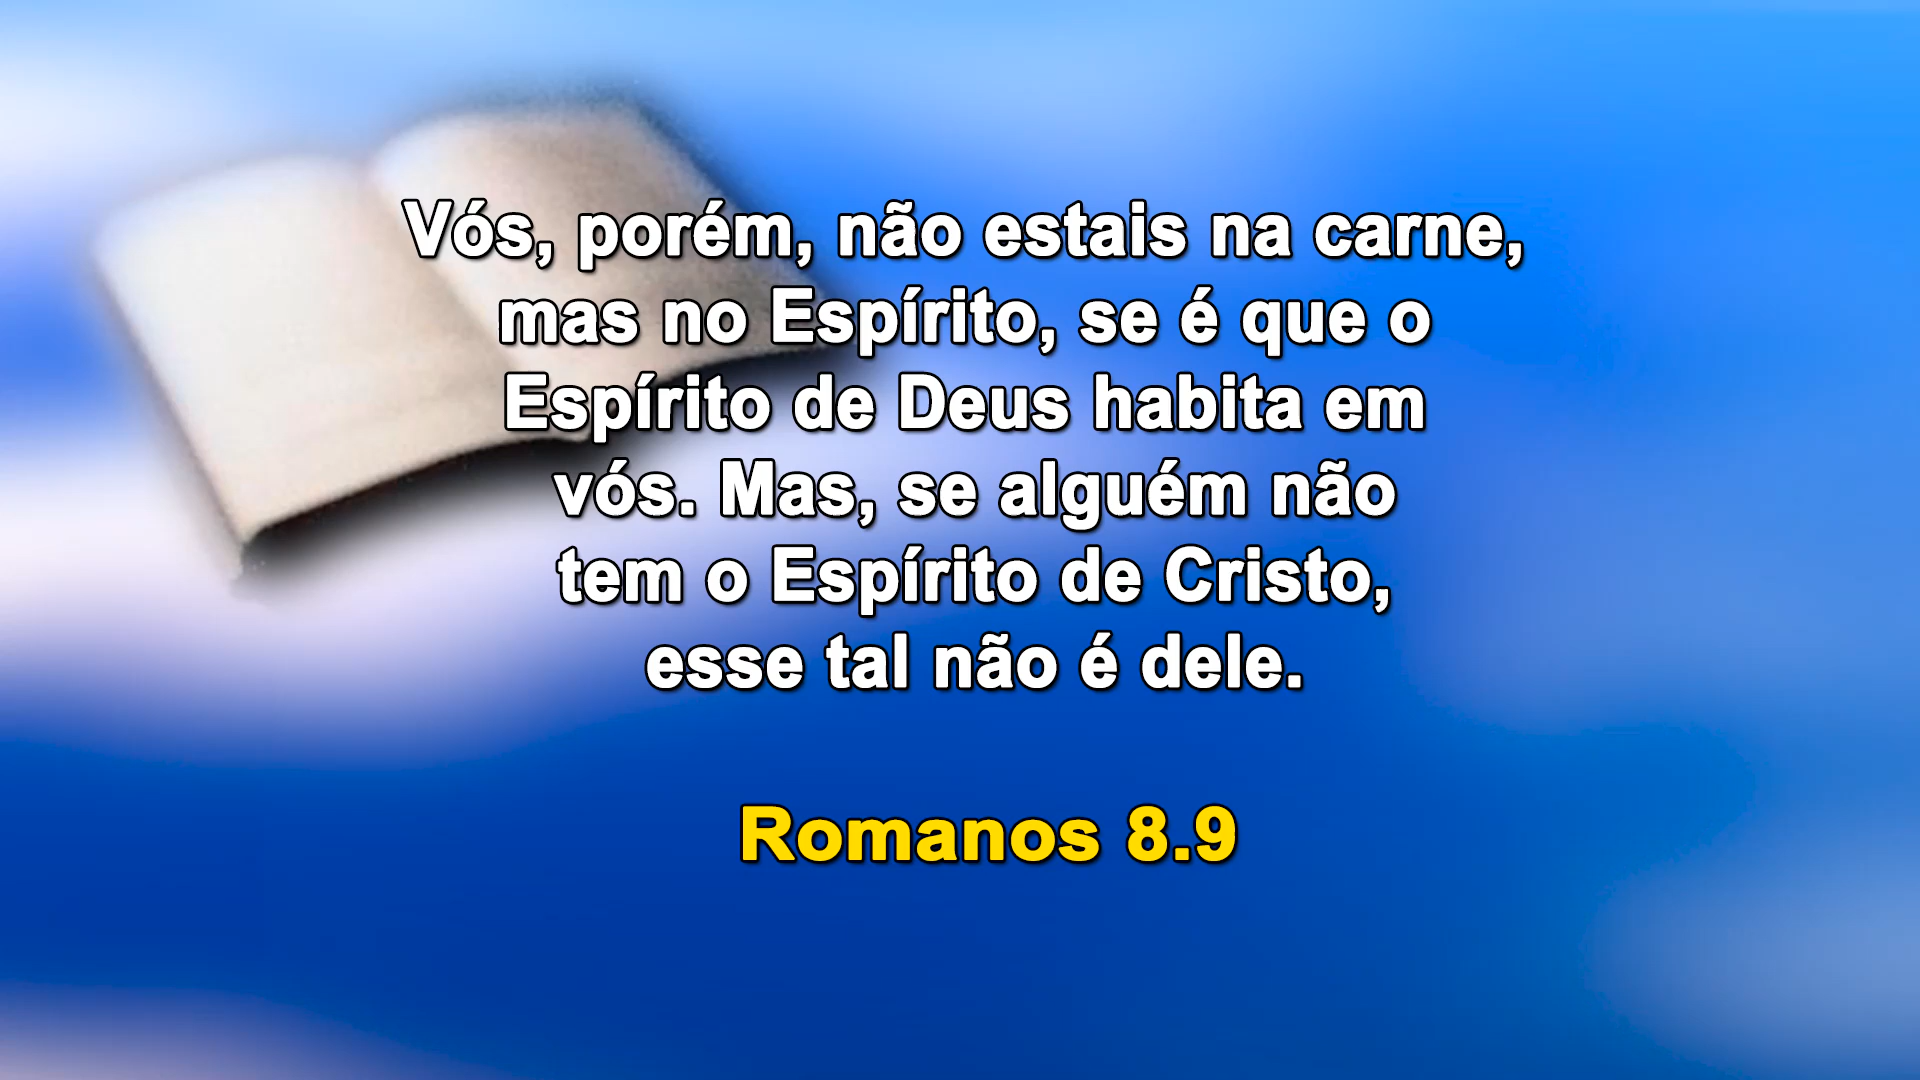 Vós, porém, não estais na carne,
mas no Espírito, se é que o
Espírito de Deus habita em
vós. Mas, se alguém não
tem o Espírito de Cristo,
esse tal não é dele.
Romanos 8.9